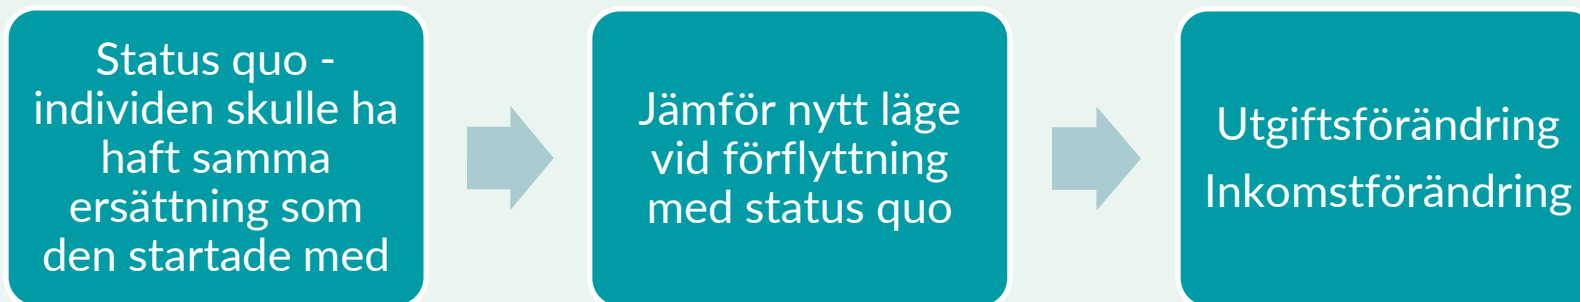 Status quo -
individen skulle ha
haft samma
ersättning som
den startade med
Jämför nytt läge
vid förflyttning
med status quo
Utgiftsförändring
Inkomstförändring